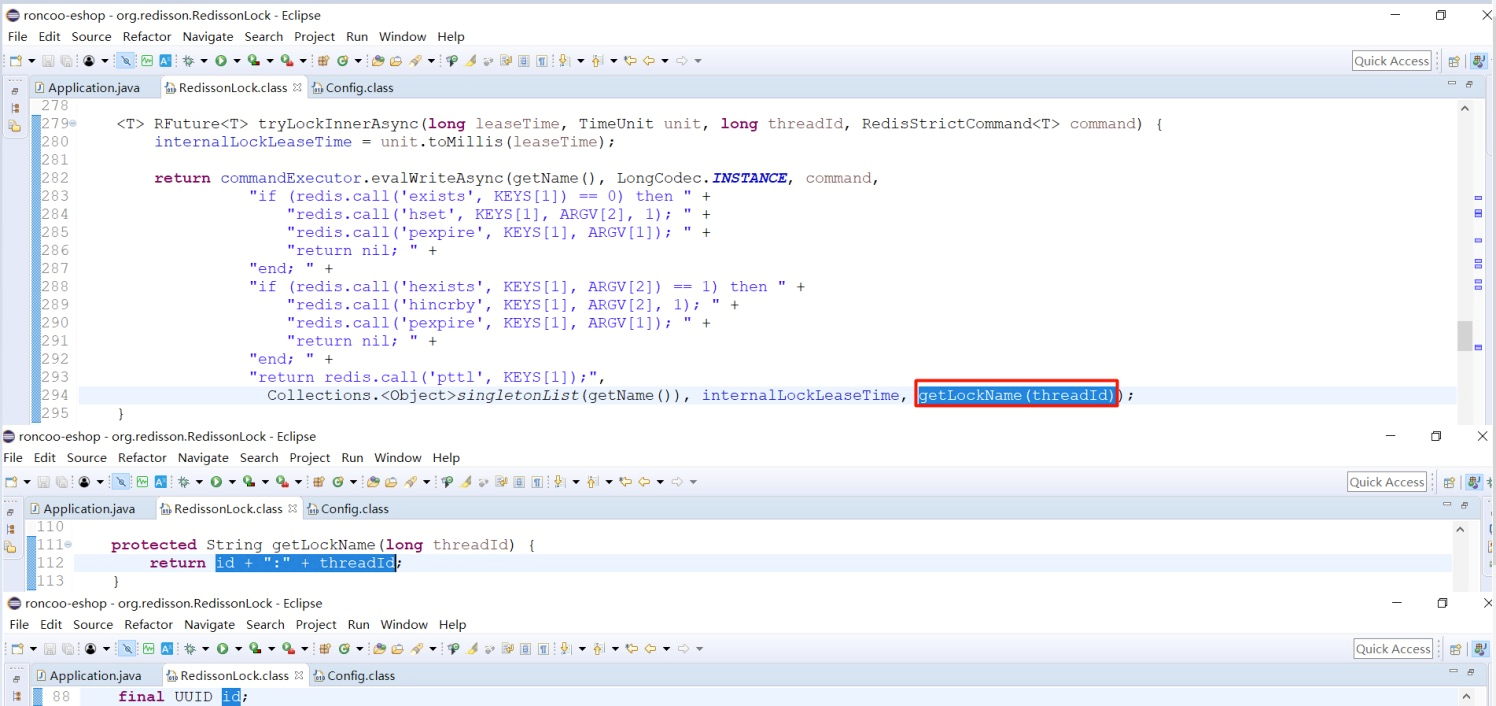 roncoo-eshop - org.redisson.RedissonLock - Eclipse
File Edit Source Refactor Navigate Search Project Run Window Help
Quick Access
Application.java RedissonLock.class Config.class
278
279 <T> RFuture<T> tryLockInnerAsync(long leaseTime, TimeUnit unit, long threadId, RedisStrictCommand<T> command) {
280 internalLockLeaseTime = unit.toMillis(leaseTime);
281
282 return commandExecutor.evalWriteAsync(getName(), LongCodec.INSTANCE, command,
283 "if (redis.call('exists', KEYS[1]) == 0) then " +
284 "redis.call('hset', KEYS[1], ARGV[2], 1); " +
285 "redis.call('pexpire', KEYS[1], ARGV[1]); " +
286 "return nil; " +
287 "end; " +
288 "if (redis.call('hexists', KEYS[1], ARGV[2]) == 1) then " +
289 "redis.call('hincrby', KEYS[1], ARGV[2], 1); " +
290 "redis.call('pexpire', KEYS[1], ARGV[1]); " +
291 "return nil; " +
292 "end; " +
293 "return redis.call('pttl', KEYS[1]);",
294 Collections.<Object>singletonList(getName()), internalLockLeaseTime, getLockName(threadId));
295 }
roncoo-eshop - org.redisson.RedissonLock - Eclipse
File Edit Source Refactor Navigate Search Project Run Window Help
Quick Access
Application.java RedissonLock.class Config.class
110
111 protected String getLockName(long threadId) {
112 return id + ":" + threadId;
113 }
roncoo-eshop - org.redisson.RedissonLock - Eclipse
File Edit Source Refactor Navigate Search Project Run Window Help
Quick Access
Application.java RedissonLock.class Config.class
88 final UUID id;